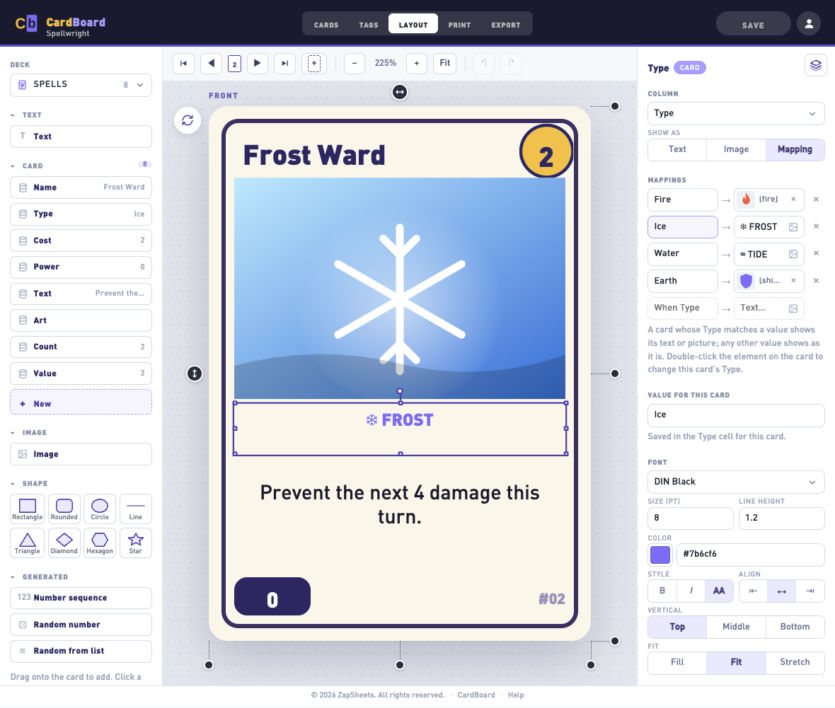 Cb CardBoard
Spellwright
CARDS TAGS LAYOUT PRINT EXPORT
SAVE
DECK
SPELLS 8
TEXT
T Text
CARD 8
Name Frost Ward
Type Ice
Cost 2
Power 0
Text Prevent the...
Art
Count 2
Value 2
+ New
IMAGE
Image
SHAPE
Rectangle Rounded Circle Line
Triangle Diamond Hexagon Star
GENERATED
123 Number sequence
Random number
Random from list
Drag onto the card to add. Click a
2
− 225% + Fit
FRONT
Frost Ward
2
❄ FROST
Prevent the next 4 damage this
turn.
0
#02
Type CARD
COLUMN
Type
SHOW AS
Text Image Mapping
MAPPINGS
Fire → [fire] ×  ×
Ice → ❄ FROST ×
Water → ≈ TIDE ×
Earth → [shi... ×  ×
When Type → Text...
A card whose Type matches a value shows
its text or picture; any other value shows as
it is. Double-click the element on the card to
change this card's Type.
VALUE FOR THIS CARD
Ice
Saved in the Type cell for this card.
FONT
DIN Black
SIZE (PT) LINE HEIGHT
8 1.2
COLOR
#7b6cf6
STYLE ALIGN
B I AA
VERTICAL
Top Middle Bottom
FIT
Fill Fit Stretch
© 2026 ZapSheets. All rights reserved. · CardBoard · Help